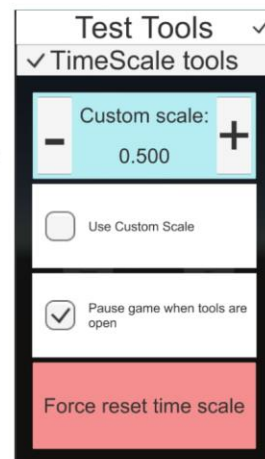 Test Tools
TimeScale tools
Custom scale:
- 0.500 +
Use Custom Scale
Pause game when tools are
open
Force reset time scale